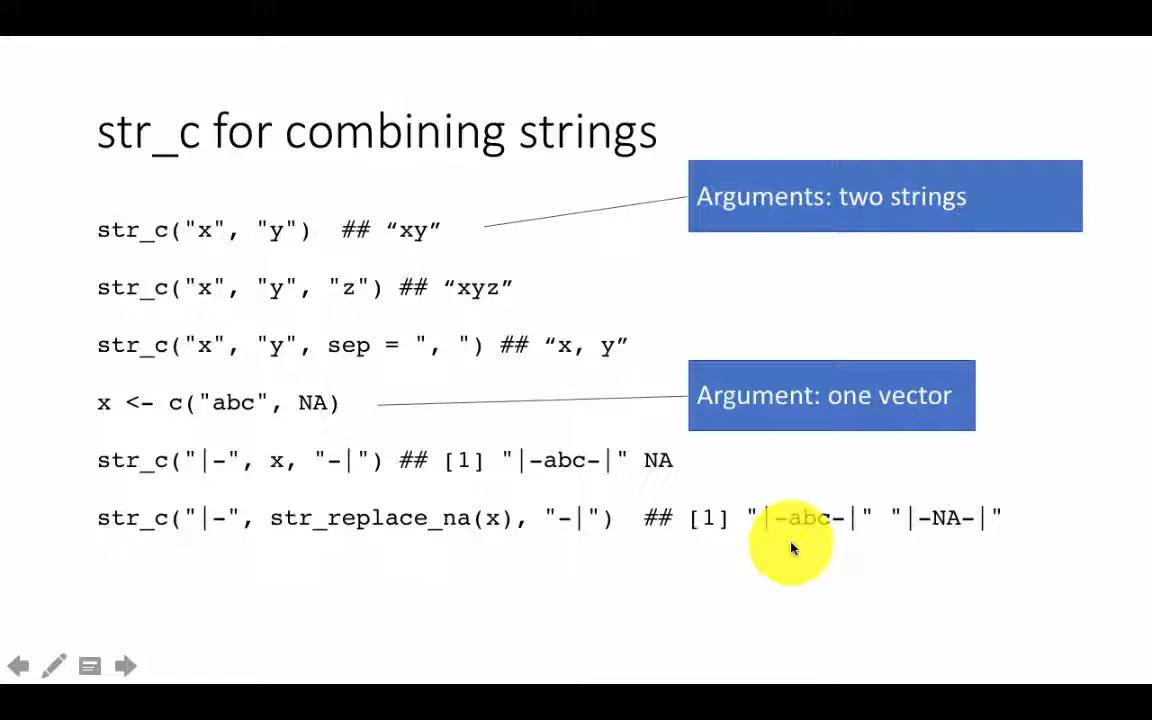 str_c for combining strings
Arguments: two strings
str_c("x", "y")  ## “xy”
str_c("x", "y", "z") ## “xyz”
str_c("x", "y", sep = ", ") ## “x, y”
x <- c("abc", NA)
Argument: one vector
str_c("|-", x, "-|") ## [1] "|-abc-|" NA
str_c("|-", str_replace_na(x), "-|")  ## [1] "|-abc-|" "|-NA-|"